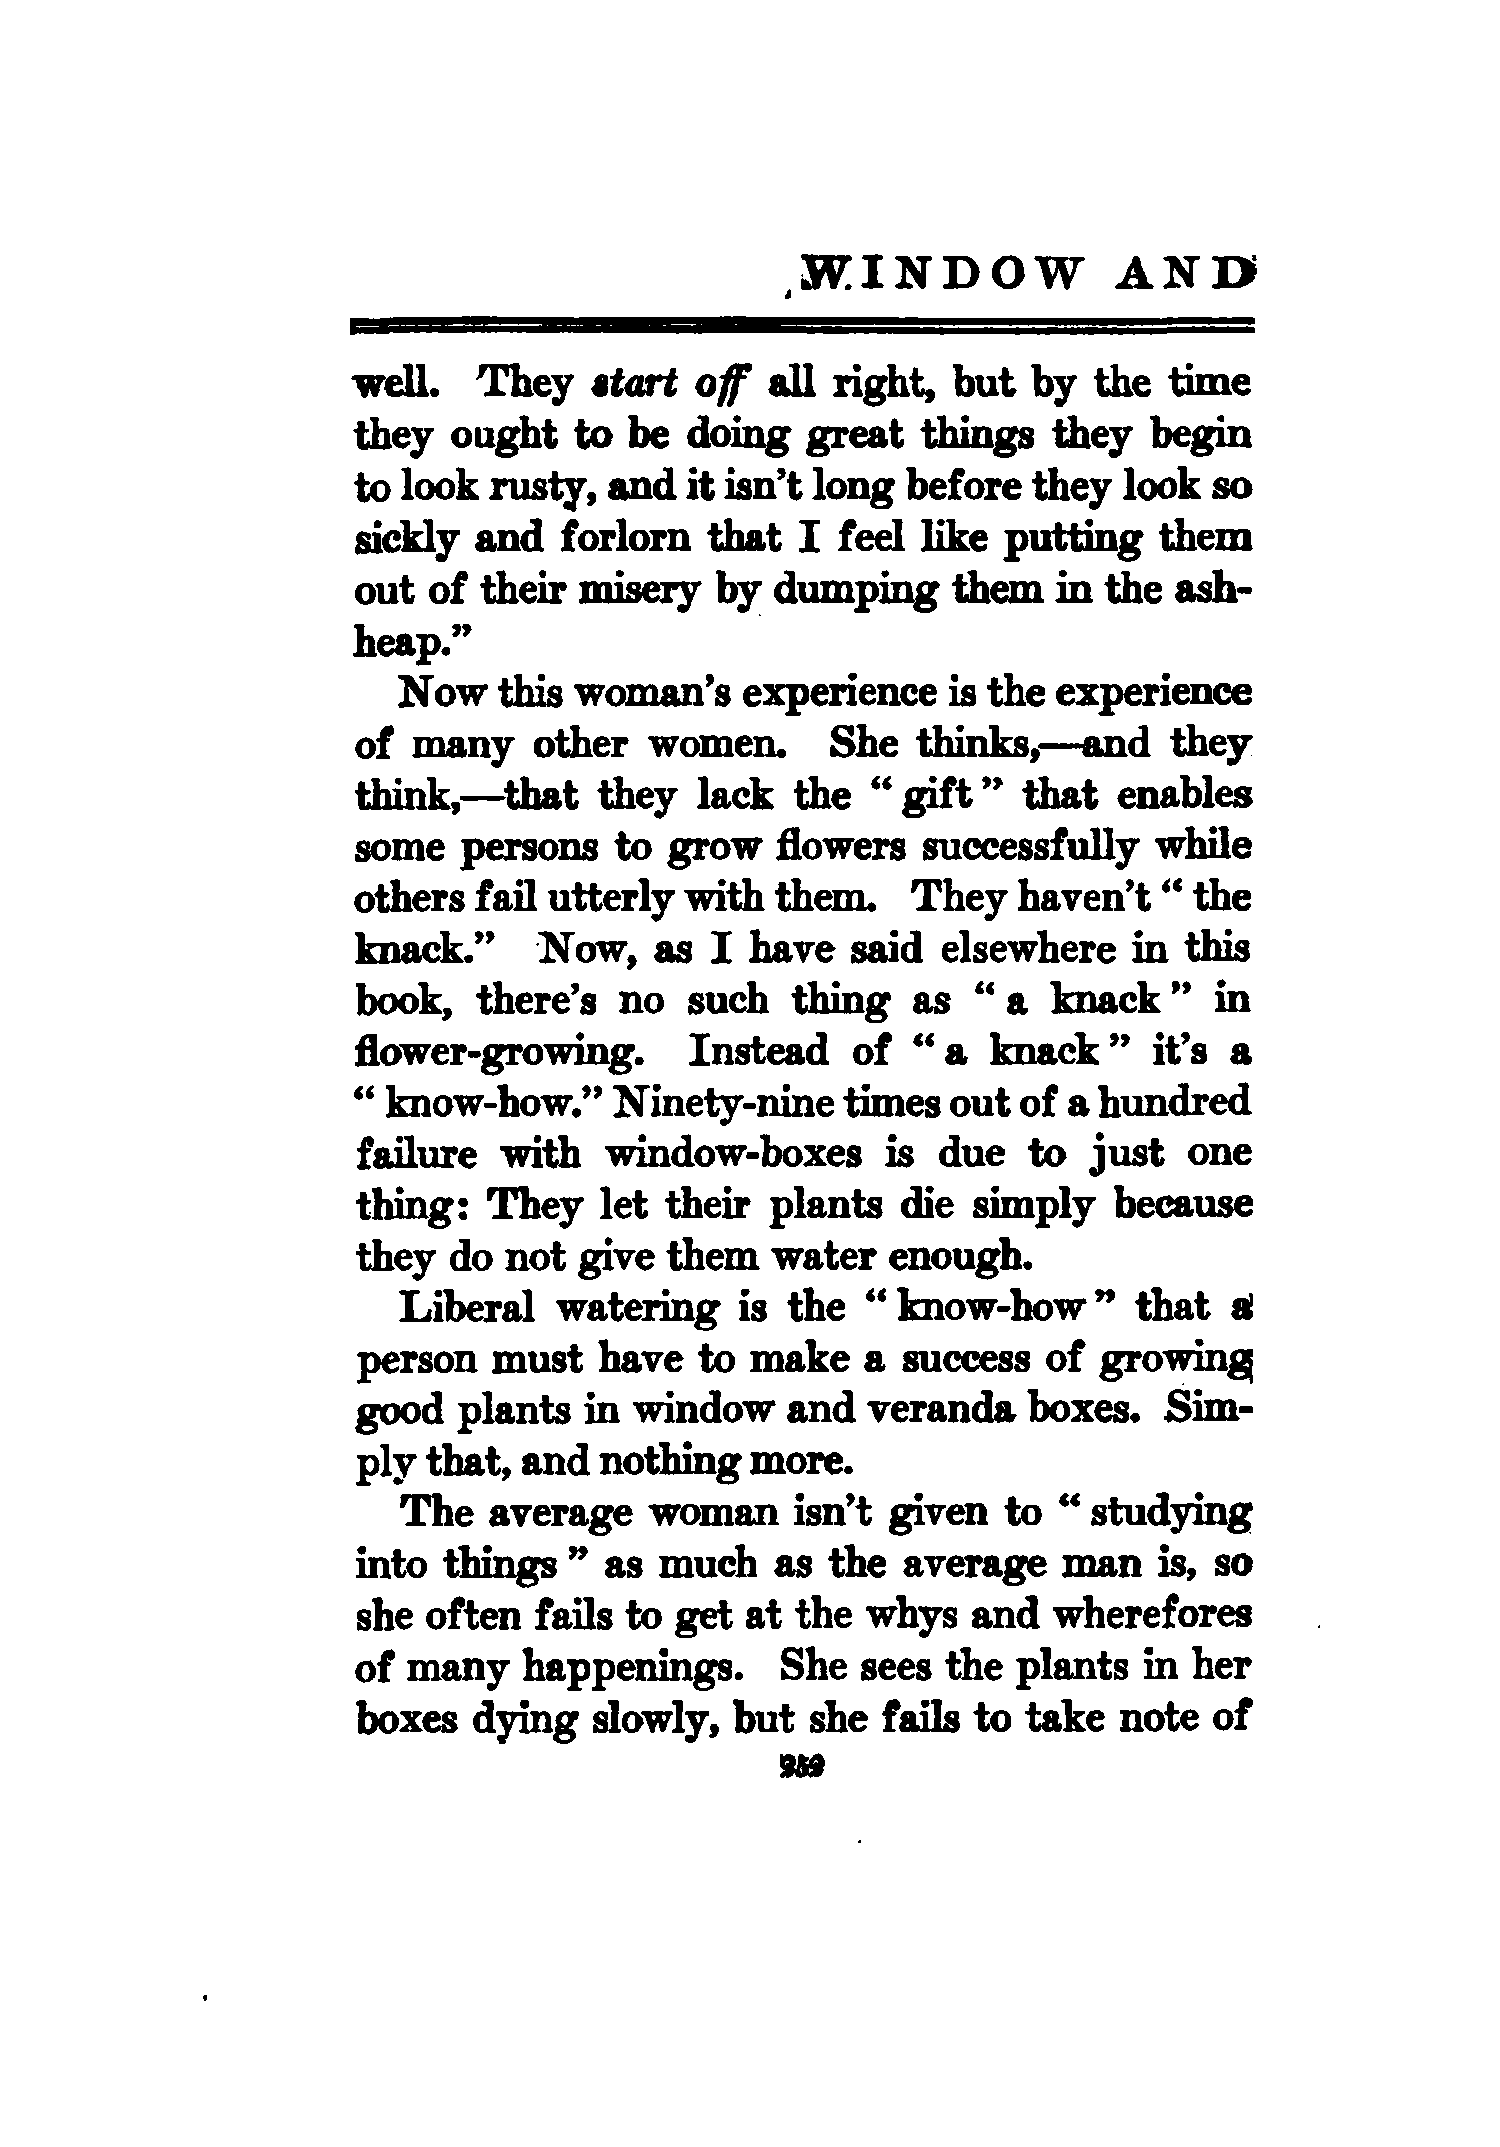 WINDOW AND
well. They start off all right, but by the time
they ought to be doing great things they begin
to look rusty, and it isn't long before they look so
sickly and forlorn that I feel like putting them
out of their misery by dumping them in the ash-
heap."
Now this woman's experience is the experience
of many other women. She thinks,—and they
think,—that they lack the " gift " that enables
some persons to grow flowers successfully while
others fail utterly with them. They haven't " the
knack." Now, as I have said elsewhere in this
book, there's no such thing as " a knack " in
flower-growing. Instead of " a knack " it's a
" know-how." Ninety-nine times out of a hundred
failure with window-boxes is due to just one
thing: They let their plants die simply because
they do not give them water enough.
Liberal watering is the " know-how " that a
person must have to make a success of growing
good plants in window and veranda boxes. Sim-
ply that, and nothing more.
The average woman isn't given to " studying
into things " as much as the average man is, so
she often fails to get at the whys and wherefores
of many happenings. She sees the plants in her
boxes dying slowly, but she fails to take note of